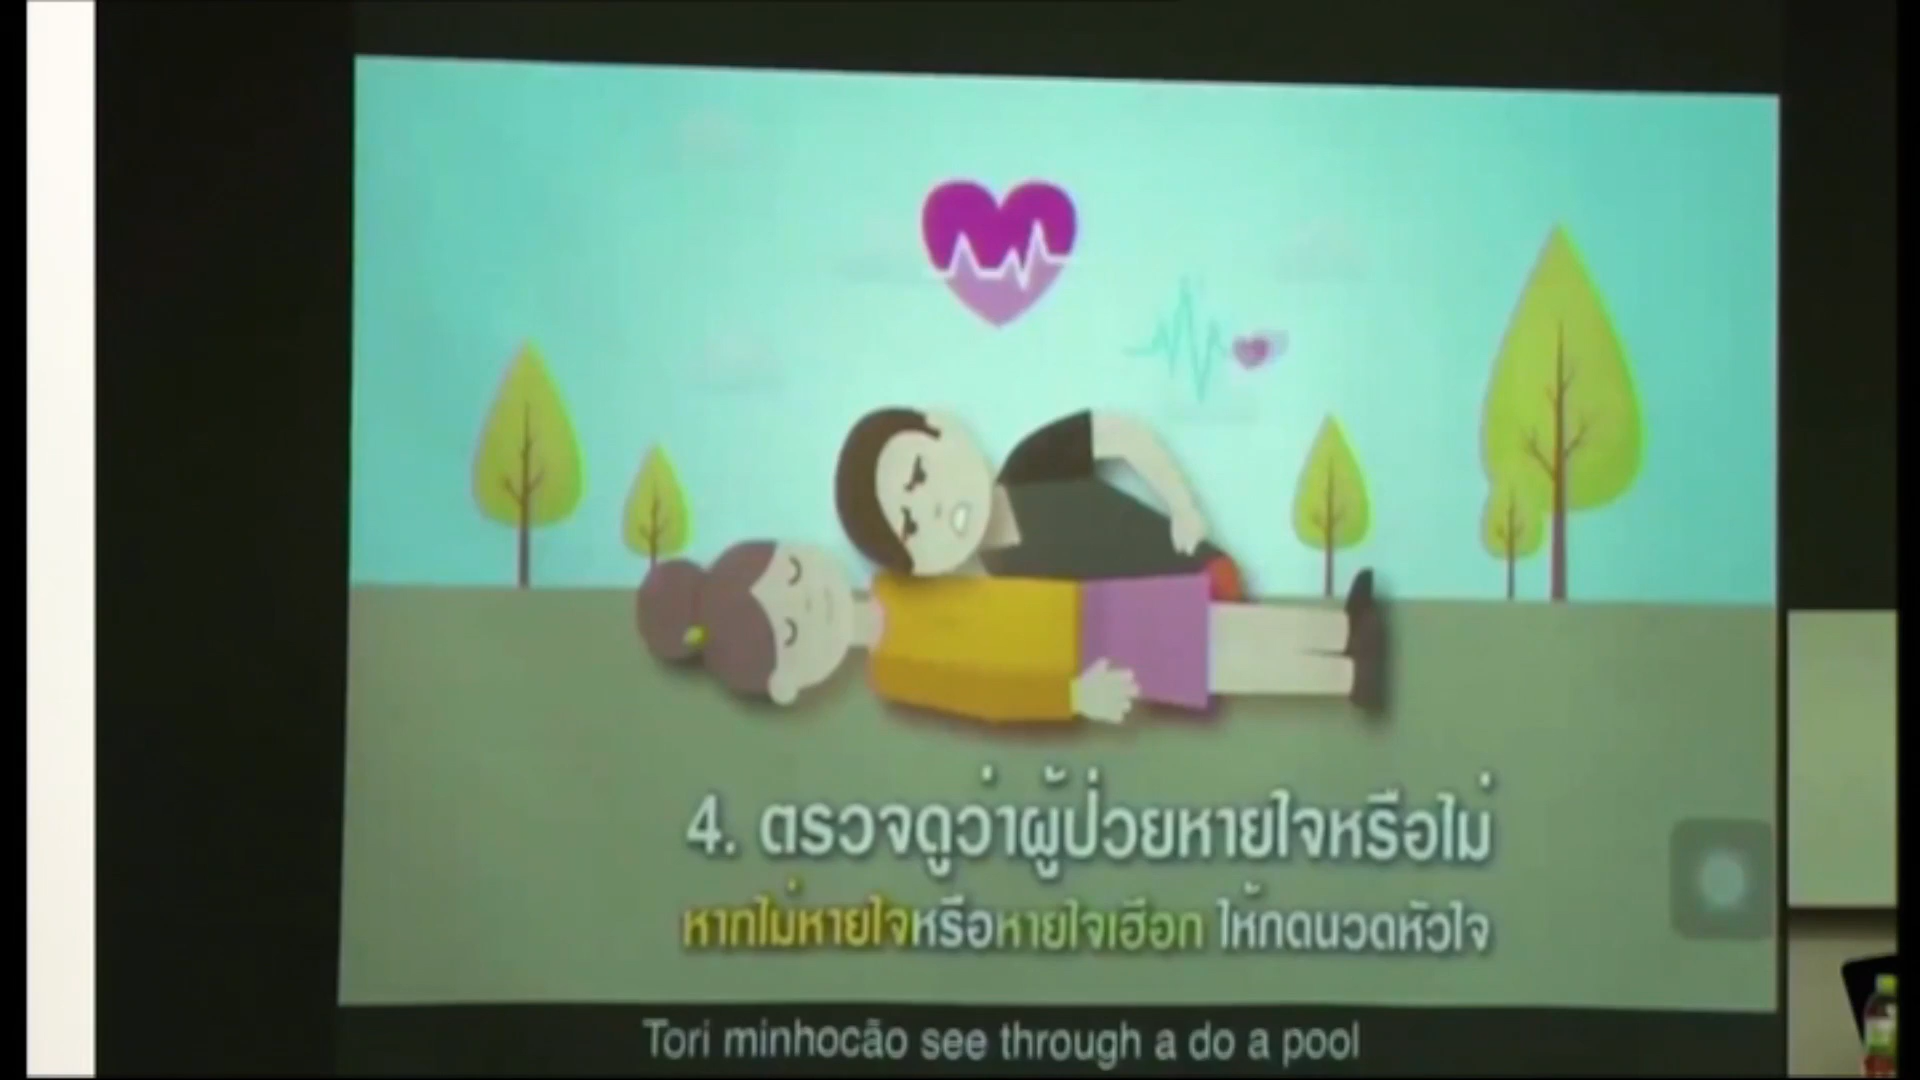 4. ตรวจดูว่าผู้ป่วยหายใจหรือไม่
หากไม่หายใจหรือหายใจเฮือก ให้กดนวดหัวใจ
Tori minhocão see through a do a pool